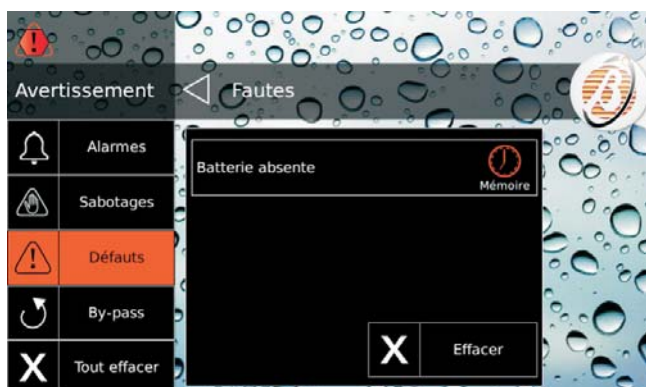 Avertissement
Fautes
Alarmes
Sabotages
Défauts
By-pass
Tout effacer
Batterie absente
Mémoire
X Effacer